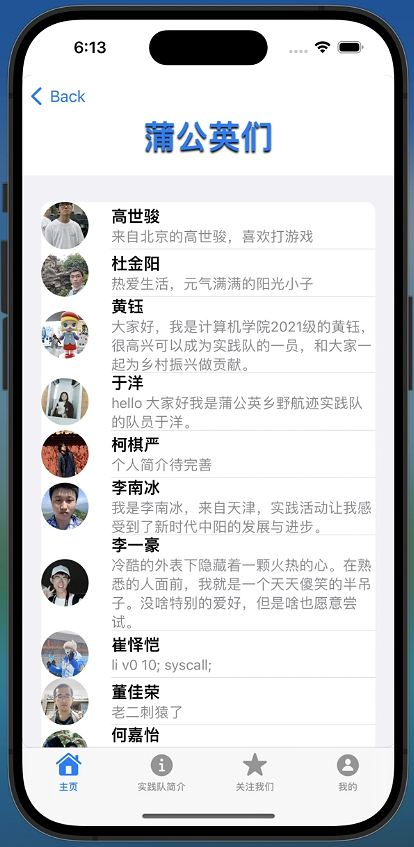 6:13
Back
蒲公英们
高世骏
来自北京的高世骏，喜欢打游戏
杜金阳
热爱生活，元气满满的阳光小子
黄钰
大家好，我是计算机学院2021级的黄钰，
很高兴可以成为实践队的一员，和大家一
起为乡村振兴做贡献。
于洋
hello 大家好我是蒲公英乡野航迹实践队
的队员于洋。
柯棋严
个人简介待完善
李南冰
我是李南冰，来自天津，实践活动让我感
受到了新时代中阳的发展与进步。
李一豪
冷酷的外表下隐藏着一颗火热的心。在熟
悉的人面前，我就是一个天天傻笑的半吊
子。没啥特别的爱好，但是啥也愿意尝
试。
崔怿恺
li v0 10; syscall;
董佳荣
老二刺猿了
何嘉怡
主页
实践队简介
关注我们
我的